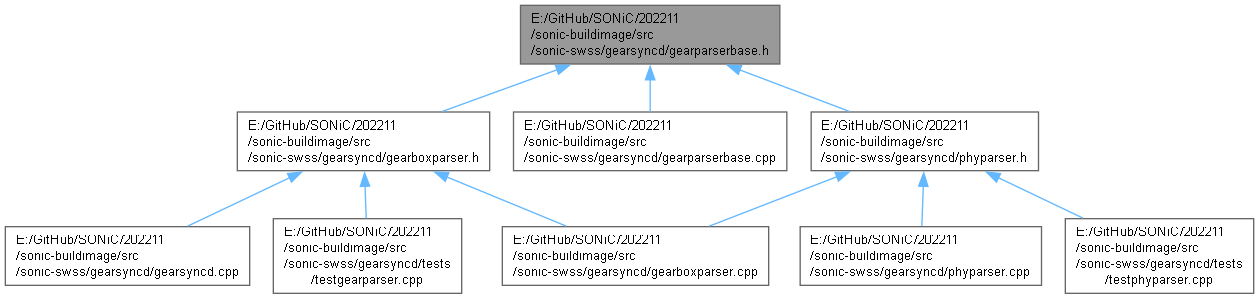 E:/GitHub/SONiC/202211
/sonic-buildimage/src
/sonic-swss/gearsyncd/gearparserbase.h
E:/GitHub/SONiC/202211
/sonic-buildimage/src
/sonic-swss/gearsyncd/gearboxparser.h
E:/GitHub/SONiC/202211
/sonic-buildimage/src
/sonic-swss/gearsyncd/gearparserbase.cpp
E:/GitHub/SONiC/202211
/sonic-buildimage/src
/sonic-swss/gearsyncd/phyparser.h
E:/GitHub/SONiC/202211
/sonic-buildimage/src
/sonic-swss/gearsyncd/gearsyncd.cpp
E:/GitHub/SONiC/202211
/sonic-buildimage/src
/sonic-swss/gearsyncd/tests
/testgearparser.cpp
E:/GitHub/SONiC/202211
/sonic-buildimage/src
/sonic-swss/gearsyncd/gearboxparser.cpp
E:/GitHub/SONiC/202211
/sonic-buildimage/src
/sonic-swss/gearsyncd/phyparser.cpp
E:/GitHub/SONiC/202211
/sonic-buildimage/src
/sonic-swss/gearsyncd/tests
/testphyparser.cpp